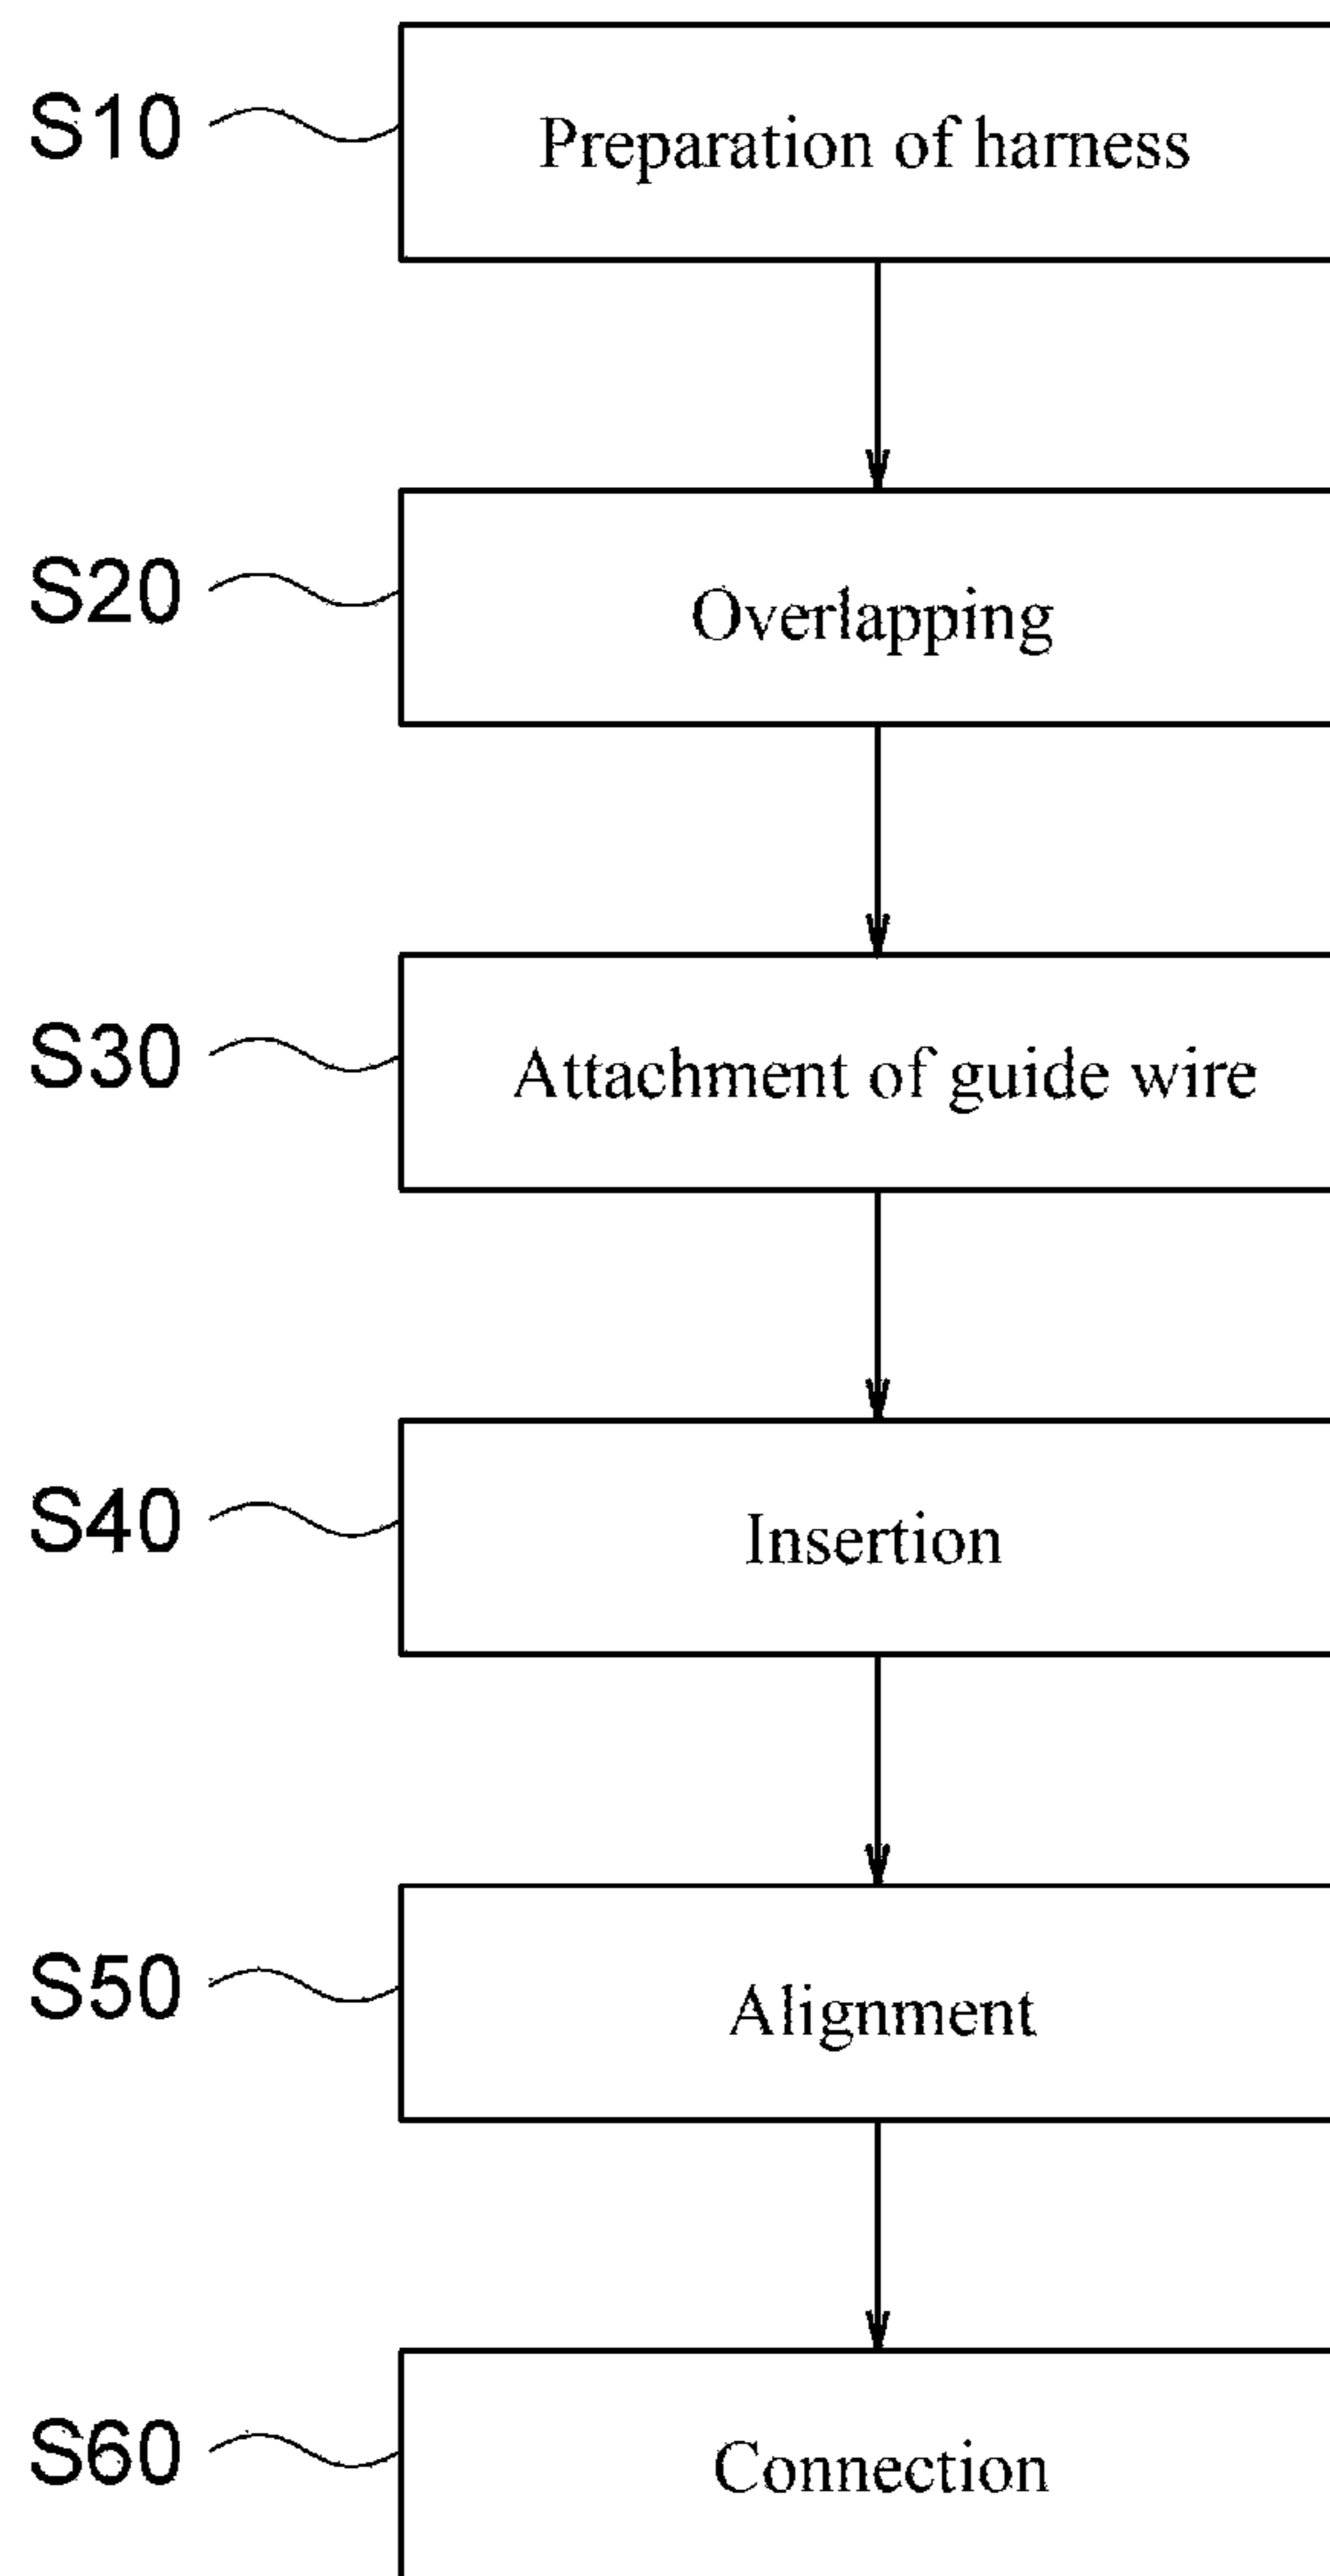 S10
Preparation of harness
S20
Overlapping
S30
Attachment of guide wire
S40
Insertion
S50
Alignment
S60
Connection